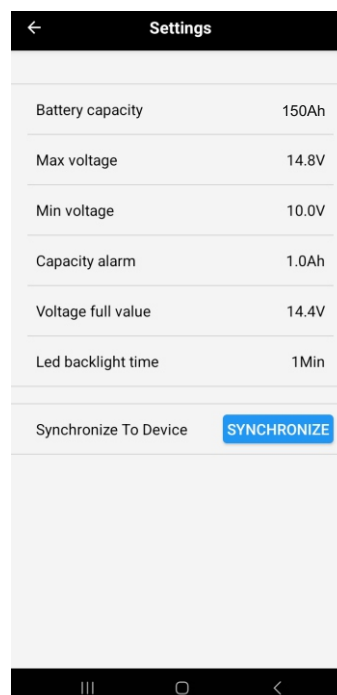 Settings
Battery capacity 150Ah
Max voltage 14.8V
Min voltage 10.0V
Capacity alarm 1.0Ah
Voltage full value 14.4V
Led backlight time 1Min
Synchronize To Device SYNCHRONIZE